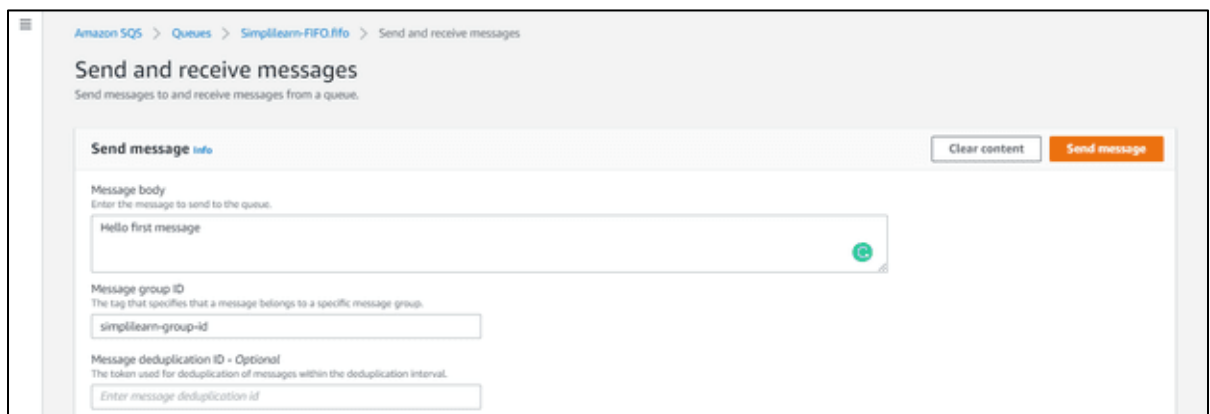 Amazon SQS > Queues > Simplilearn-FIFO.fifo > Send and receive messages
Send and receive messages
Send messages to and receive messages from a queue.
Send message Info
Clear content
Send message
Message body
Enter the message to send to the queue.
Hello first message
Message group ID
The tag that specifies that a message belongs to a specific message group.
simplilearn-group-id
Message deduplication ID - Optional
The token used for deduplication of messages within the deduplication interval.
Enter message deduplication id